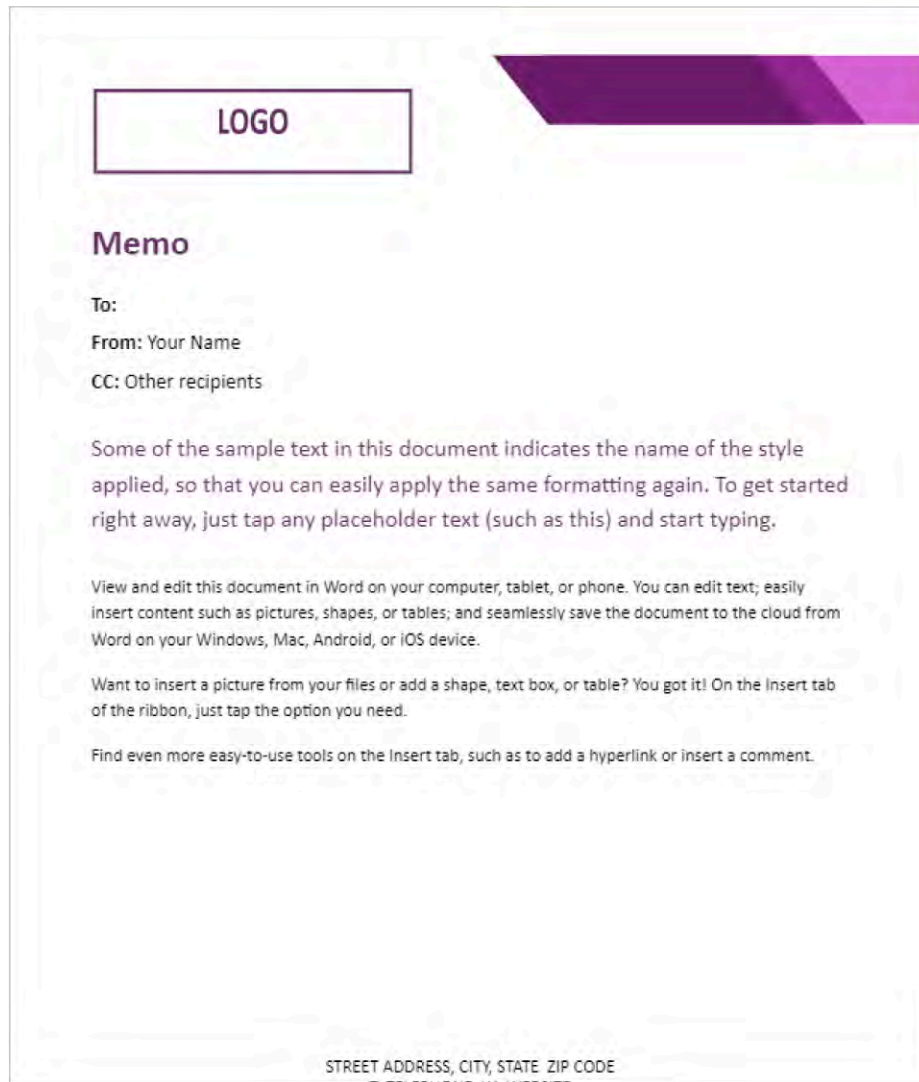 LOGO
Memo
To:
From: Your Name
CC: Other recipients
Some of the sample text in this document indicates the name of the style
applied, so that you can easily apply the same formatting again. To get started
right away, just tap any placeholder text (such as this) and start typing.
View and edit this document in Word on your computer, tablet, or phone. You can edit text; easily
insert content such as pictures, shapes, or tables; and seamlessly save the document to the cloud from
Word on your Windows, Mac, Android, or iOS device.
Want to insert a picture from your files or add a shape, text box, or table? You got it! On the Insert tab
of the ribbon, just tap the option you need.
Find even more easy-to-use tools on the Insert tab, such as to add a hyperlink or insert a comment.
STREET ADDRESS, CITY, STATE ZIP CODE